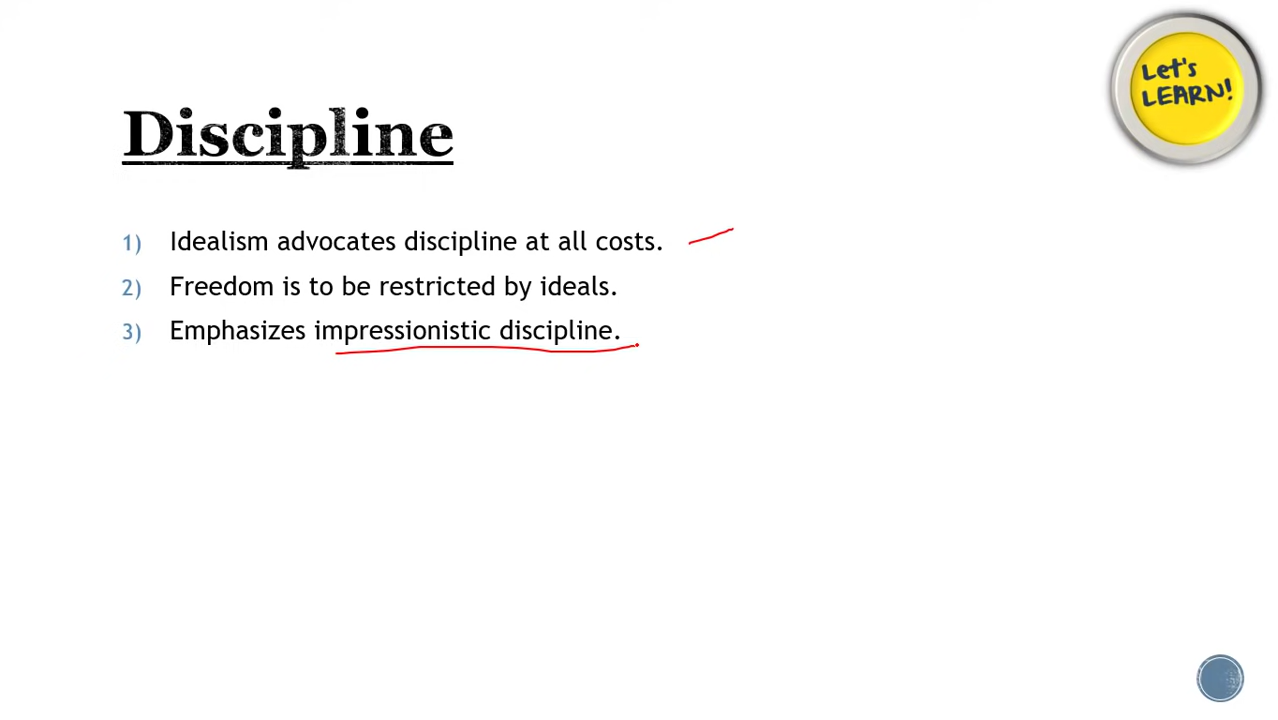 Let's
LEARN!
Discipline
1) Idealism advocates discipline at all costs.
2) Freedom is to be restricted by ideals.
3) Emphasizes impressionistic discipline.